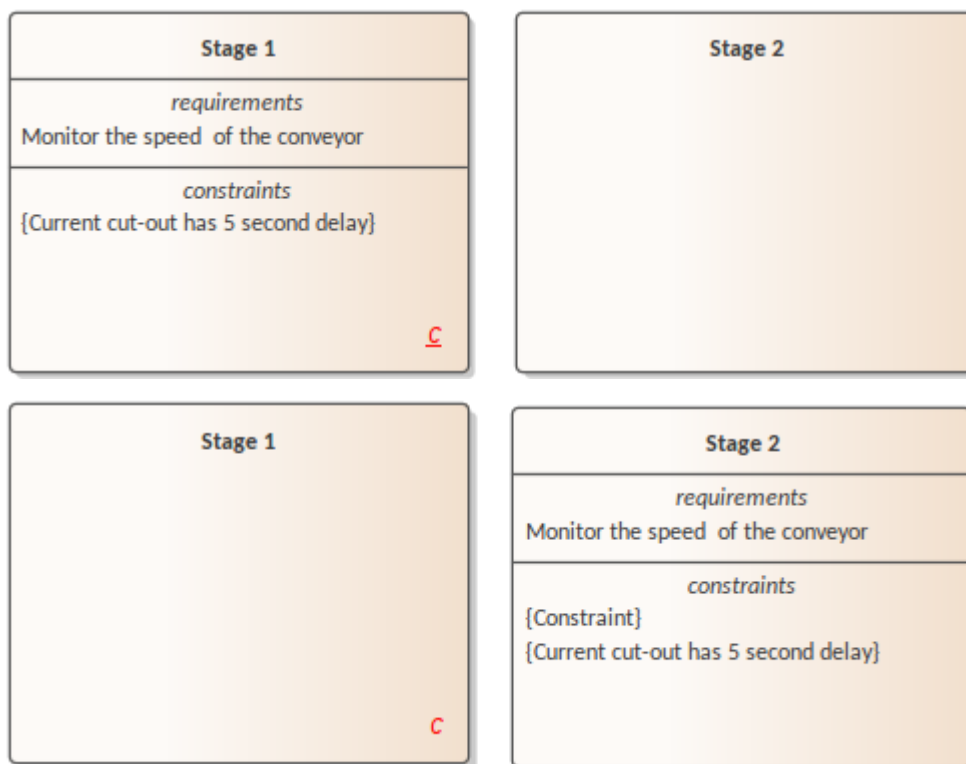 Stage 1
requirements
Monitor the speed  of the conveyor
constraints
{Current cut-out has 5 second delay}
C
Stage 2
Stage 1
C
Stage 2
requirements
Monitor the speed  of the conveyor
constraints
{Constraint}
{Current cut-out has 5 second delay}